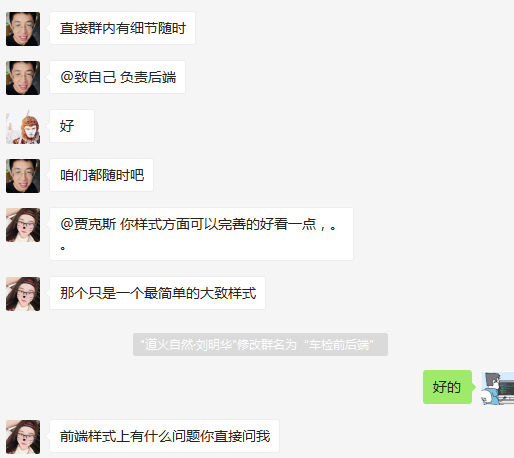 直接群内有细节随时
@致自己 负责后端
好
咱们都随时吧
@贾克斯 你样式方面可以完善的好看一点，。
。
那个只是一个最简单的大致样式
"道火自然·刘明华"修改群名为“车检前后端”
好的
前端样式上有什么问题你直接问我